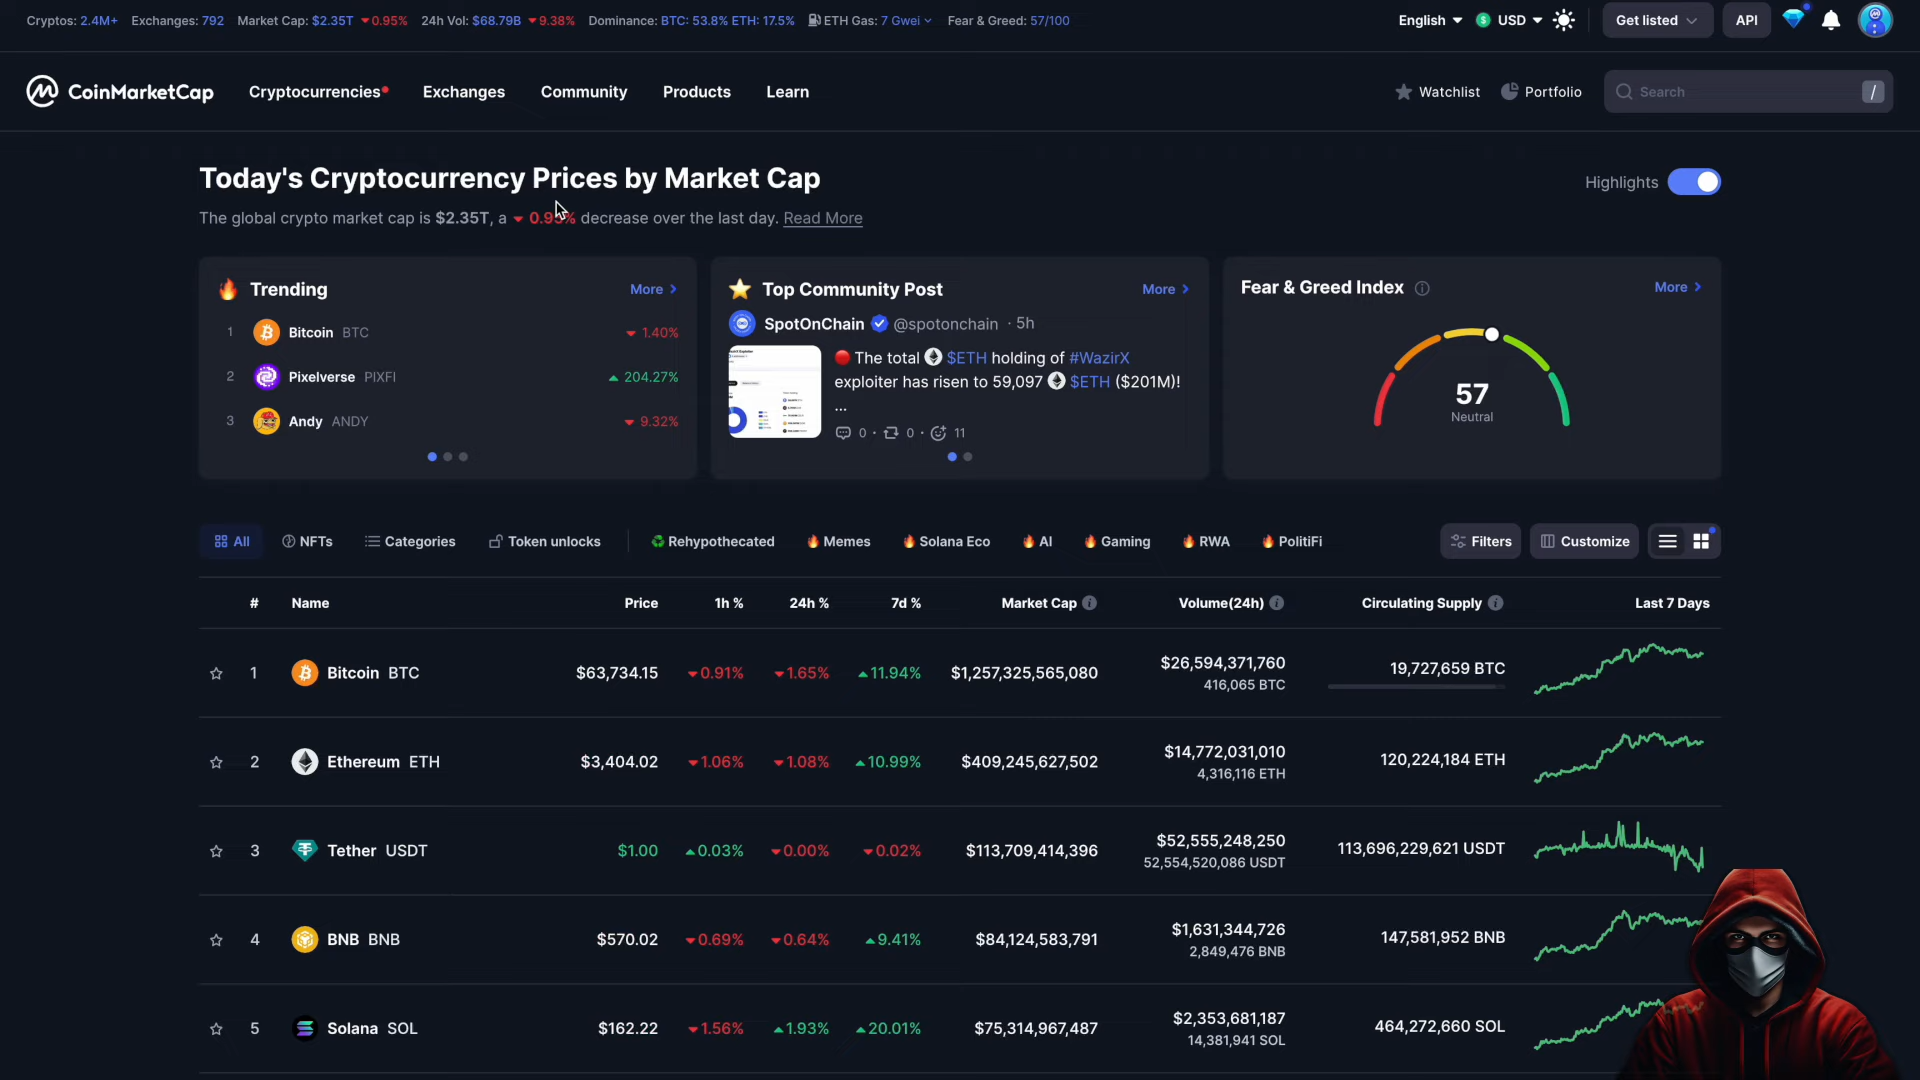 Cryptos: 2.4M+ Exchanges: 792 Market Cap: $2.35T 0.95% 24h Vol: $68.79B 9.38% Dominance: BTC: 53.8% ETH: 17.5% ETH Gas: 7 Gwei Fear & Greed: 57/100 English USD Get listed API
CoinMarketCap Cryptocurrencies Exchanges Community Products Learn Watchlist Portfolio Search /
Today's Cryptocurrency Prices by Market Cap Highlights
The global crypto market cap is $2.35T, a 0.95% decrease over the last day. Read More
Trending More
1 Bitcoin BTC 1.40%
2 Pixelverse PIXFI 204.27%
3 Andy ANDY 9.32%
Top Community Post More
SpotOnChain @spotonchain · 5h
The total $ETH holding of #WazirX
exploiter has risen to 59,097 $ETH ($201M)!
...
0 · 0 · 11
Fear & Greed Index More
57
Neutral
All NFTs Categories Token unlocks Rehypothecated Memes Solana Eco AI Gaming RWA PolitiFi Filters Customize
# Name Price 1h % 24h % 7d % Market Cap Volume(24h) Circulating Supply Last 7 Days
1 Bitcoin BTC $63,734.15 0.91% 1.65% 11.94% $1,257,325,565,080 $26,594,371,760 19,727,659 BTC
416,065 BTC
2 Ethereum ETH $3,404.02 1.06% 1.08% 10.99% $409,245,627,502 $14,772,031,010 120,224,184 ETH
4,316,116 ETH
3 Tether USDT $1.00 0.03% 0.00% 0.02% $113,709,414,396 $52,555,248,250 113,696,229,621 USDT
52,554,520,086 USDT
4 BNB BNB $570.02 0.69% 0.64% 9.41% $84,124,583,791 $1,631,344,726 147,581,952 BNB
2,849,476 BNB
5 Solana SOL $162.22 1.56% 1.93% 20.01% $75,314,967,487 $2,353,681,187 464,272,660 SOL
14,381,941 SOL